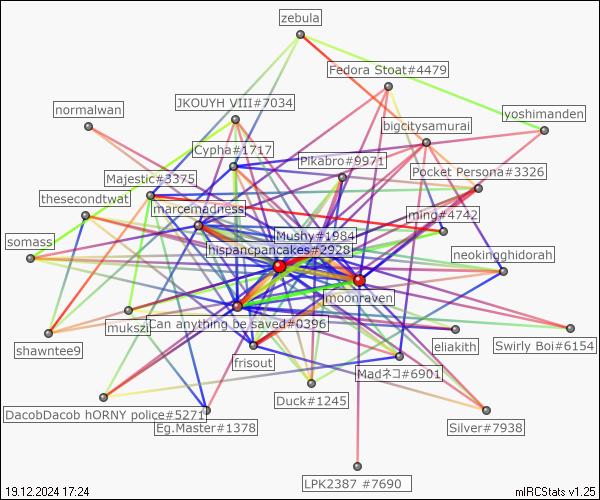 zebula
Fedora Stoat#4479
normalwan
JKOUYH VIII#7034
yoshimanden
bigcitysamurai
Cypha#1717
Pikabro#9971
Majestic#3375
Pocket Persona#3326
thesecondtwat
marcemadness
ming#4742
Mushy#1984
somass
hispancpancakes#2928
neokingghidorah
moonraven
mukszi
Can anything be saved#0396
shawntee9
frisout
eliakith
Swirly Boi#6154
Madネコ#6901
Duck#1245
DacobDacob hORNY police#5271
Eg.Master#1378
Silver#7938
LPK2387 #7690
19.12.2024 17:24
mIRCStats v1.25